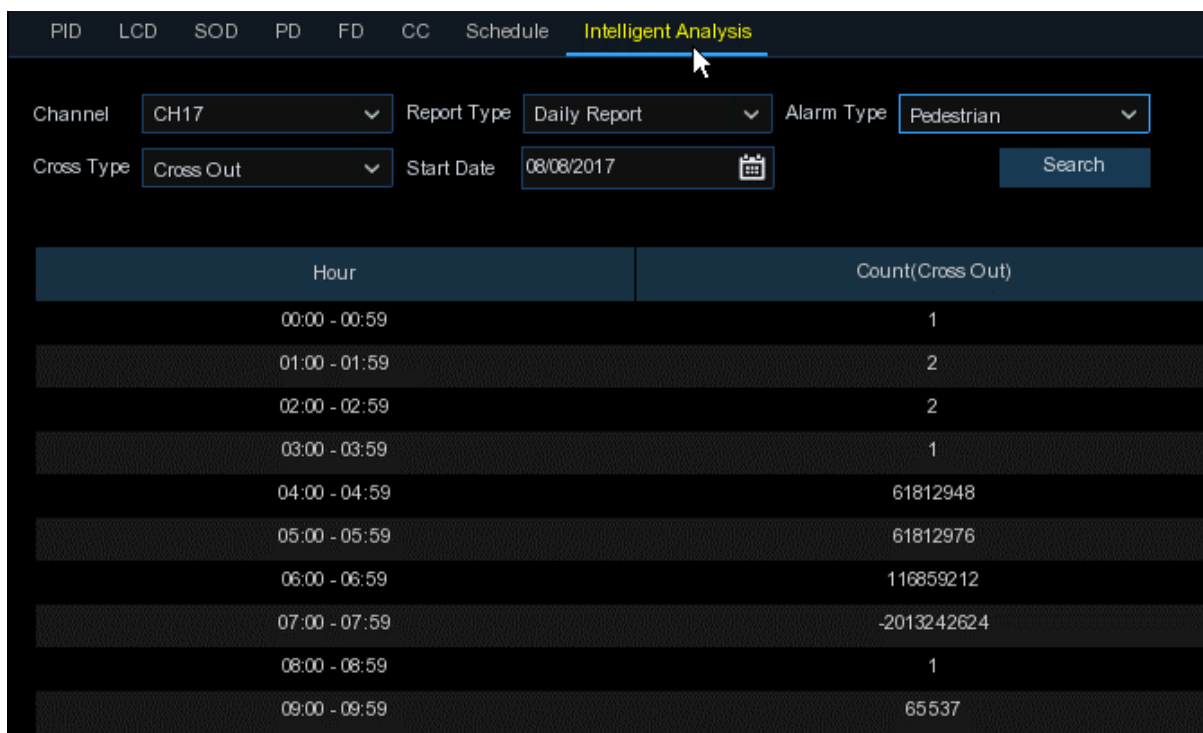 PID LCD SOD PD FD CC Schedule Intelligent Analysis
Channel CH17 Report Type Daily Report Alarm Type Pedestrian
Cross Type Cross Out Start Date 08/08/2017 Search
Hour Count(Cross Out)
00:00 - 00:59 1
01:00 - 01:59 2
02:00 - 02:59 2
03:00 - 03:59 1
04:00 - 04:59 61812948
05:00 - 05:59 61812976
06:00 - 06:59 116859212
07:00 - 07:59 -2013242624
08:00 - 08:59 1
09:00 - 09:59 65537